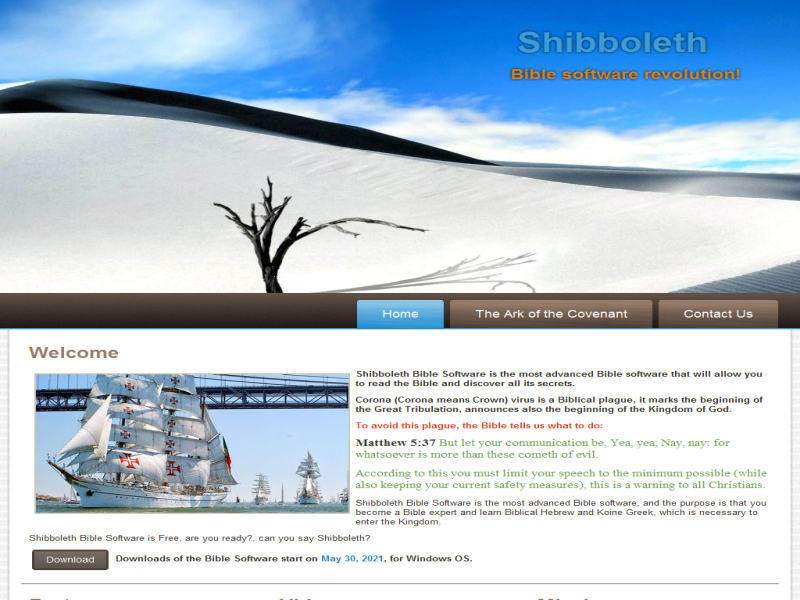 Shibboleth
Bible software revolution!
Home
The Ark of the Covenant
Contact Us
Welcome
Shibboleth Bible Software is the most advanced Bible software that will allow you
to read the Bible and discover all its secrets.
Corona (Corona means Crown) virus is a Biblical plague, it marks the beginning of
the Great Tribulation, announces also the beginning of the Kingdom of God.
To avoid this plague, the Bible tells us what to do:
Matthew 5:37 But let your communication be, Yea, yea; Nay, nay: for
whatsoever is more than these cometh of evil.
According to this you must limit your speech to the minimum possible (while
also keeping your current safety measures), this is a warning to all Christians.
Shibboleth Bible Software is the most advanced Bible software, and the purpose is that you
become a Bible expert and learn Biblical Hebrew and Koine Greek, which is necessary to
enter the Kingdom.
Shibboleth Bible Software is Free, are you ready?, can you say Shibboleth?
Download
Downloads of the Bible Software start on May 30, 2021, for Windows OS.